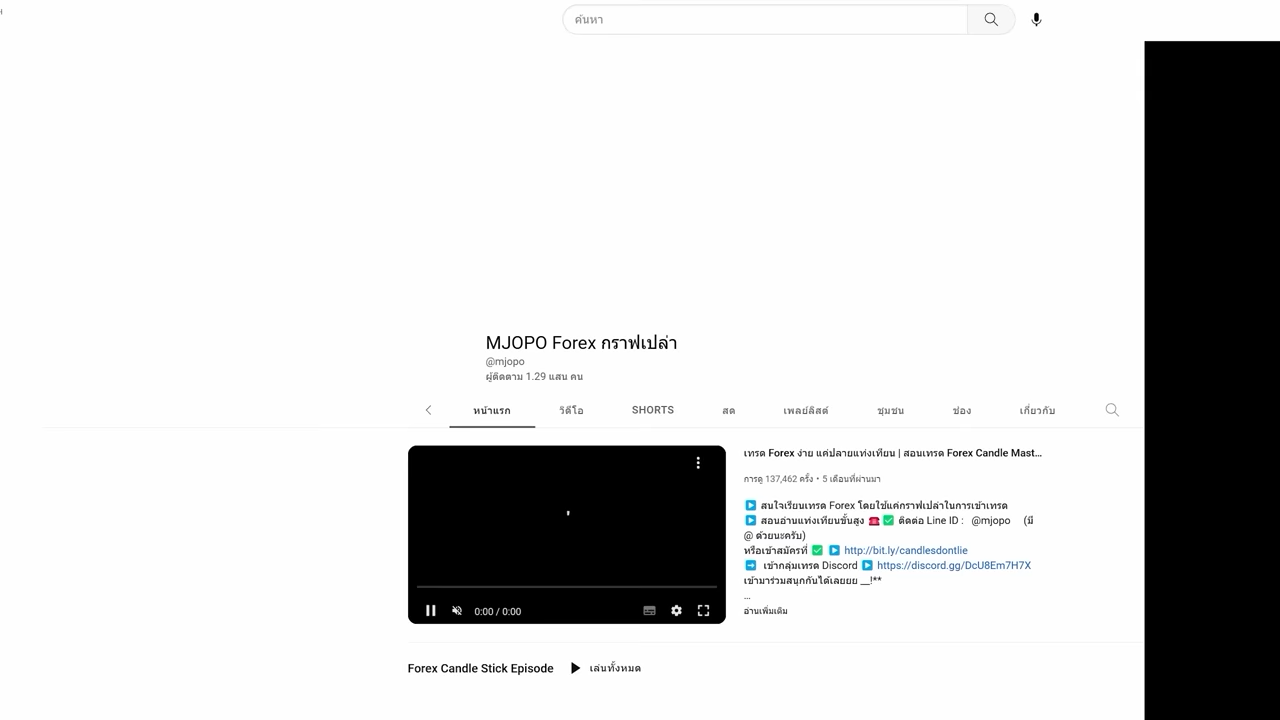 ค้นหา
MJOPO Forex กราฟเปล่า
@mjopo
ผู้ติดตาม 1.29 แสน คน
หน้าแรก วิดีโอ SHORTS สด เพลย์ลิสต์ ชุมชน ช่อง เกี่ยวกับ
เทรด Forex ง่าย แค่ปลายแท่งเทียน | สอนเทรด Forex Candle Mast...
การดู 137,462 ครั้ง • 5 เดือนที่ผ่านมา
▶️ สนใจเรียนเทรด Forex โดยใช้แค่กราฟเปล่าในการเข้าเทรด
▶️ สอนอ่านแท่งเทียนขั้นสูง ☎️✅ ติดต่อ Line ID : @mjopo (มี
@ ด้วยนะครับ)
หรือเข้าสมัครที่ ✅ ▶️ http://bit.ly/candlesdontlie
➡️ เข้ากลุ่มเทรด Discord ▶️ https://discord.gg/DcU8Em7H7X
เข้ามาร่วมสนุกกันได้เลยยย __!**
...
อ่านเพิ่มเติม
0:00 / 0:00
Forex Candle Stick Episode เล่นทั้งหมด